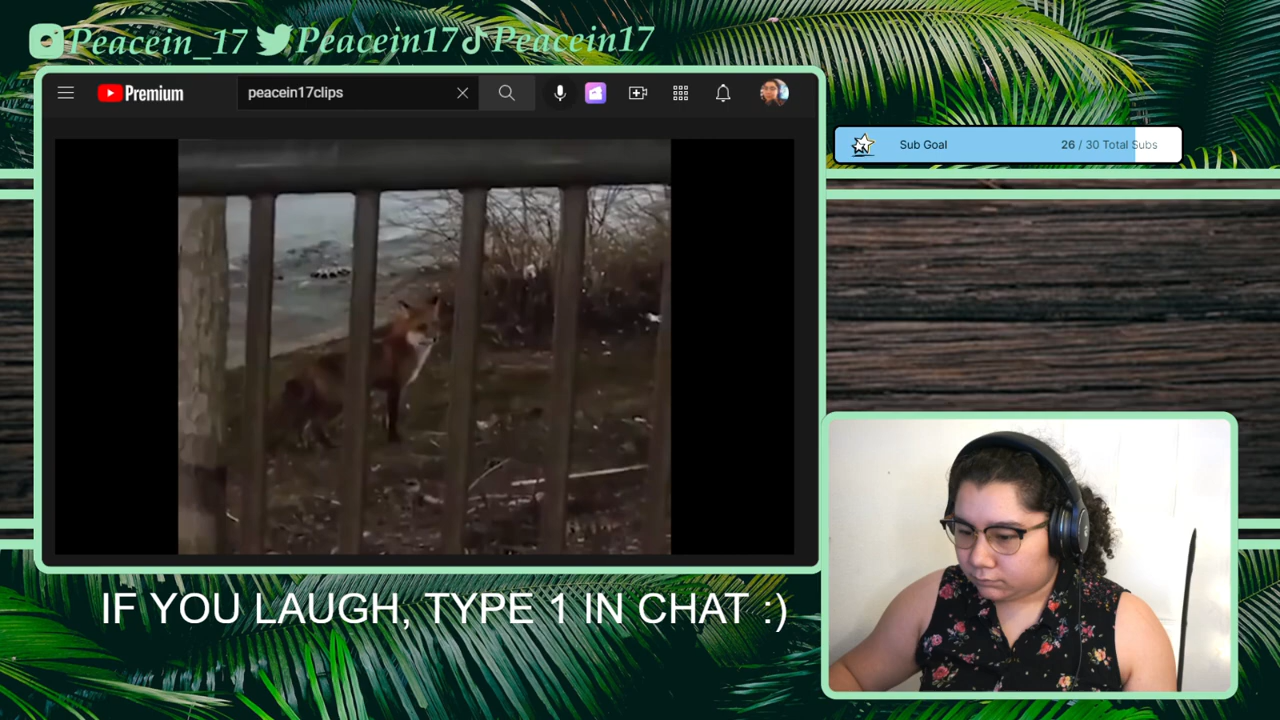 Peacein_17 Peacein17 Peacein17
Premium peacein17clips
Sub Goal 26 / 30 Total Subs
IF YOU LAUGH, TYPE 1 IN CHAT :)